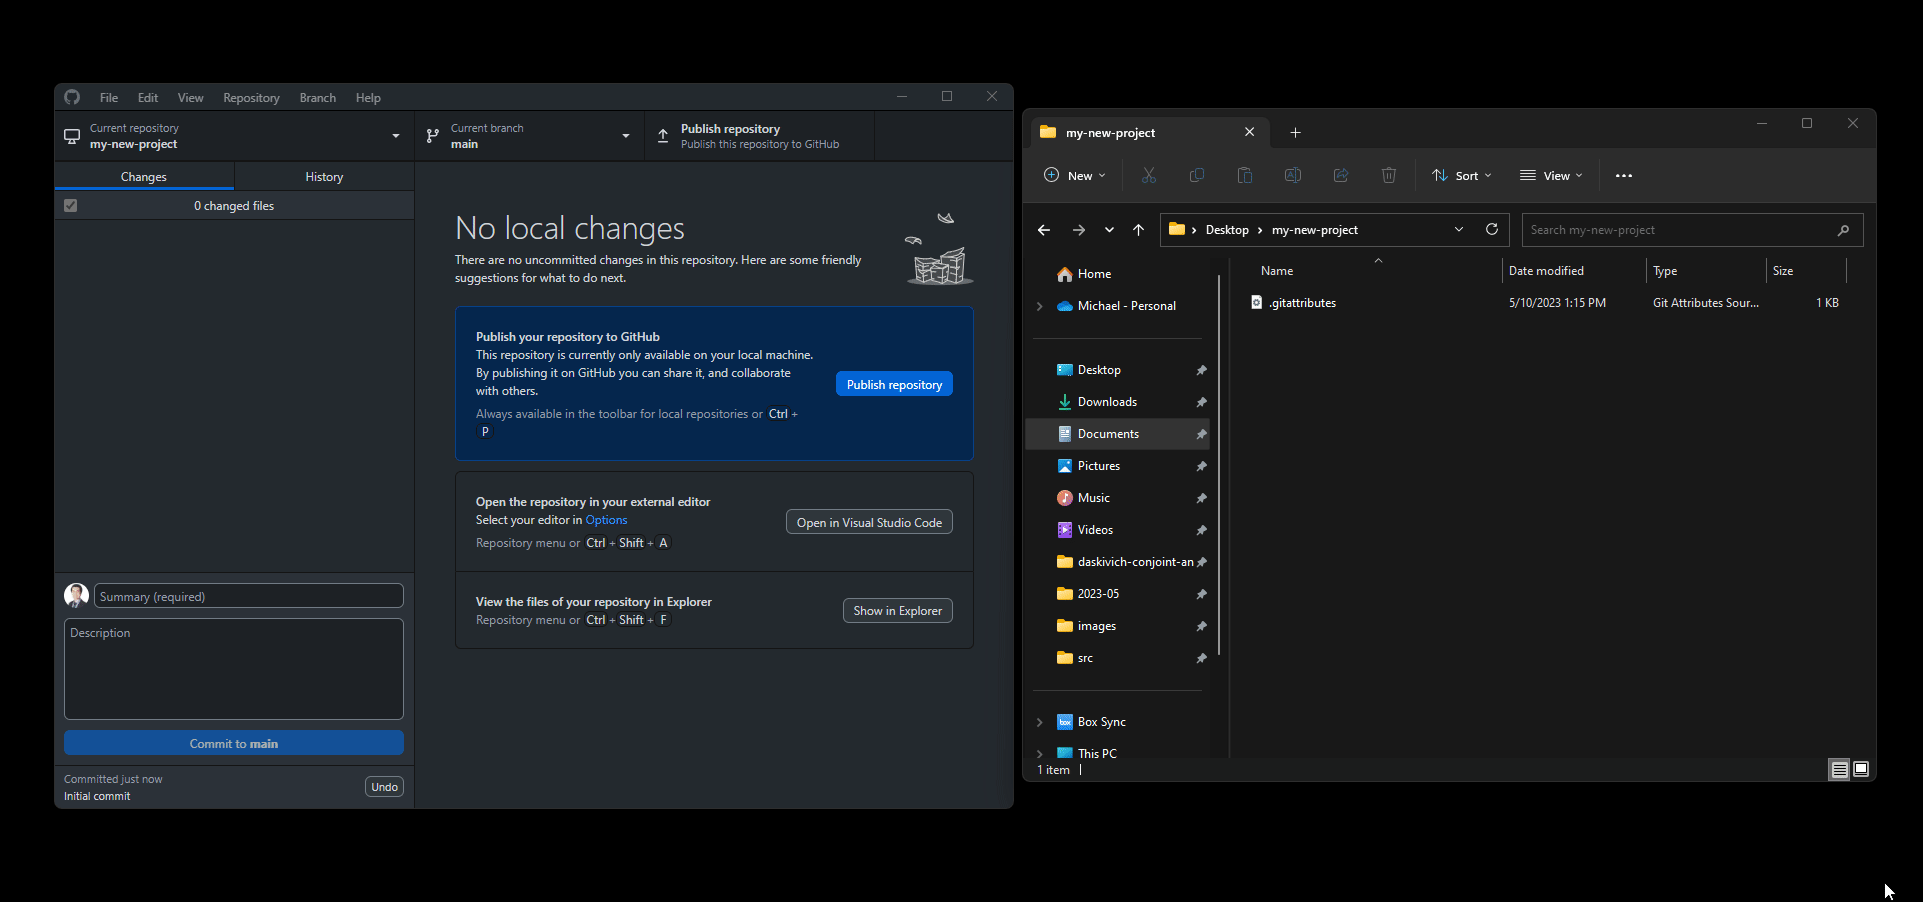 File Edit View Repository Branch Help
Current repository
my-new-project
Current branch
main
Publish repository
Publish this repository to GitHub
Changes History
0 changed files
No local changes
There are no uncommitted changes in this repository. Here are some friendly
suggestions for what to do next.
Publish your repository to GitHub
This repository is currently only available on your local machine.
By publishing it on GitHub you can share it, and collaborate
with others.
Always available in the toolbar for local repositories or Ctrl +
P
Publish repository
Open the repository in your external editor
Select your editor in Options
Repository menu or Ctrl + Shift + A
Open in Visual Studio Code
View the files of your repository in Explorer
Repository menu or Ctrl + Shift + F
Show in Explorer
Summary (required)
Description
Commit to main
Committed just now
Initial commit
Undo
my-new-project
New Sort View
Desktop > my-new-project
Search my-new-project
Home
Michael - Personal
Desktop
Downloads
Documents
Pictures
Music
Videos
daskivich-conjoint-an
2023-05
images
src
box Box Sync
This PC
Name Date modified Type Size
.gitattributes 5/10/2023 1:15 PM Git Attributes Sour... 1 KB
1 item